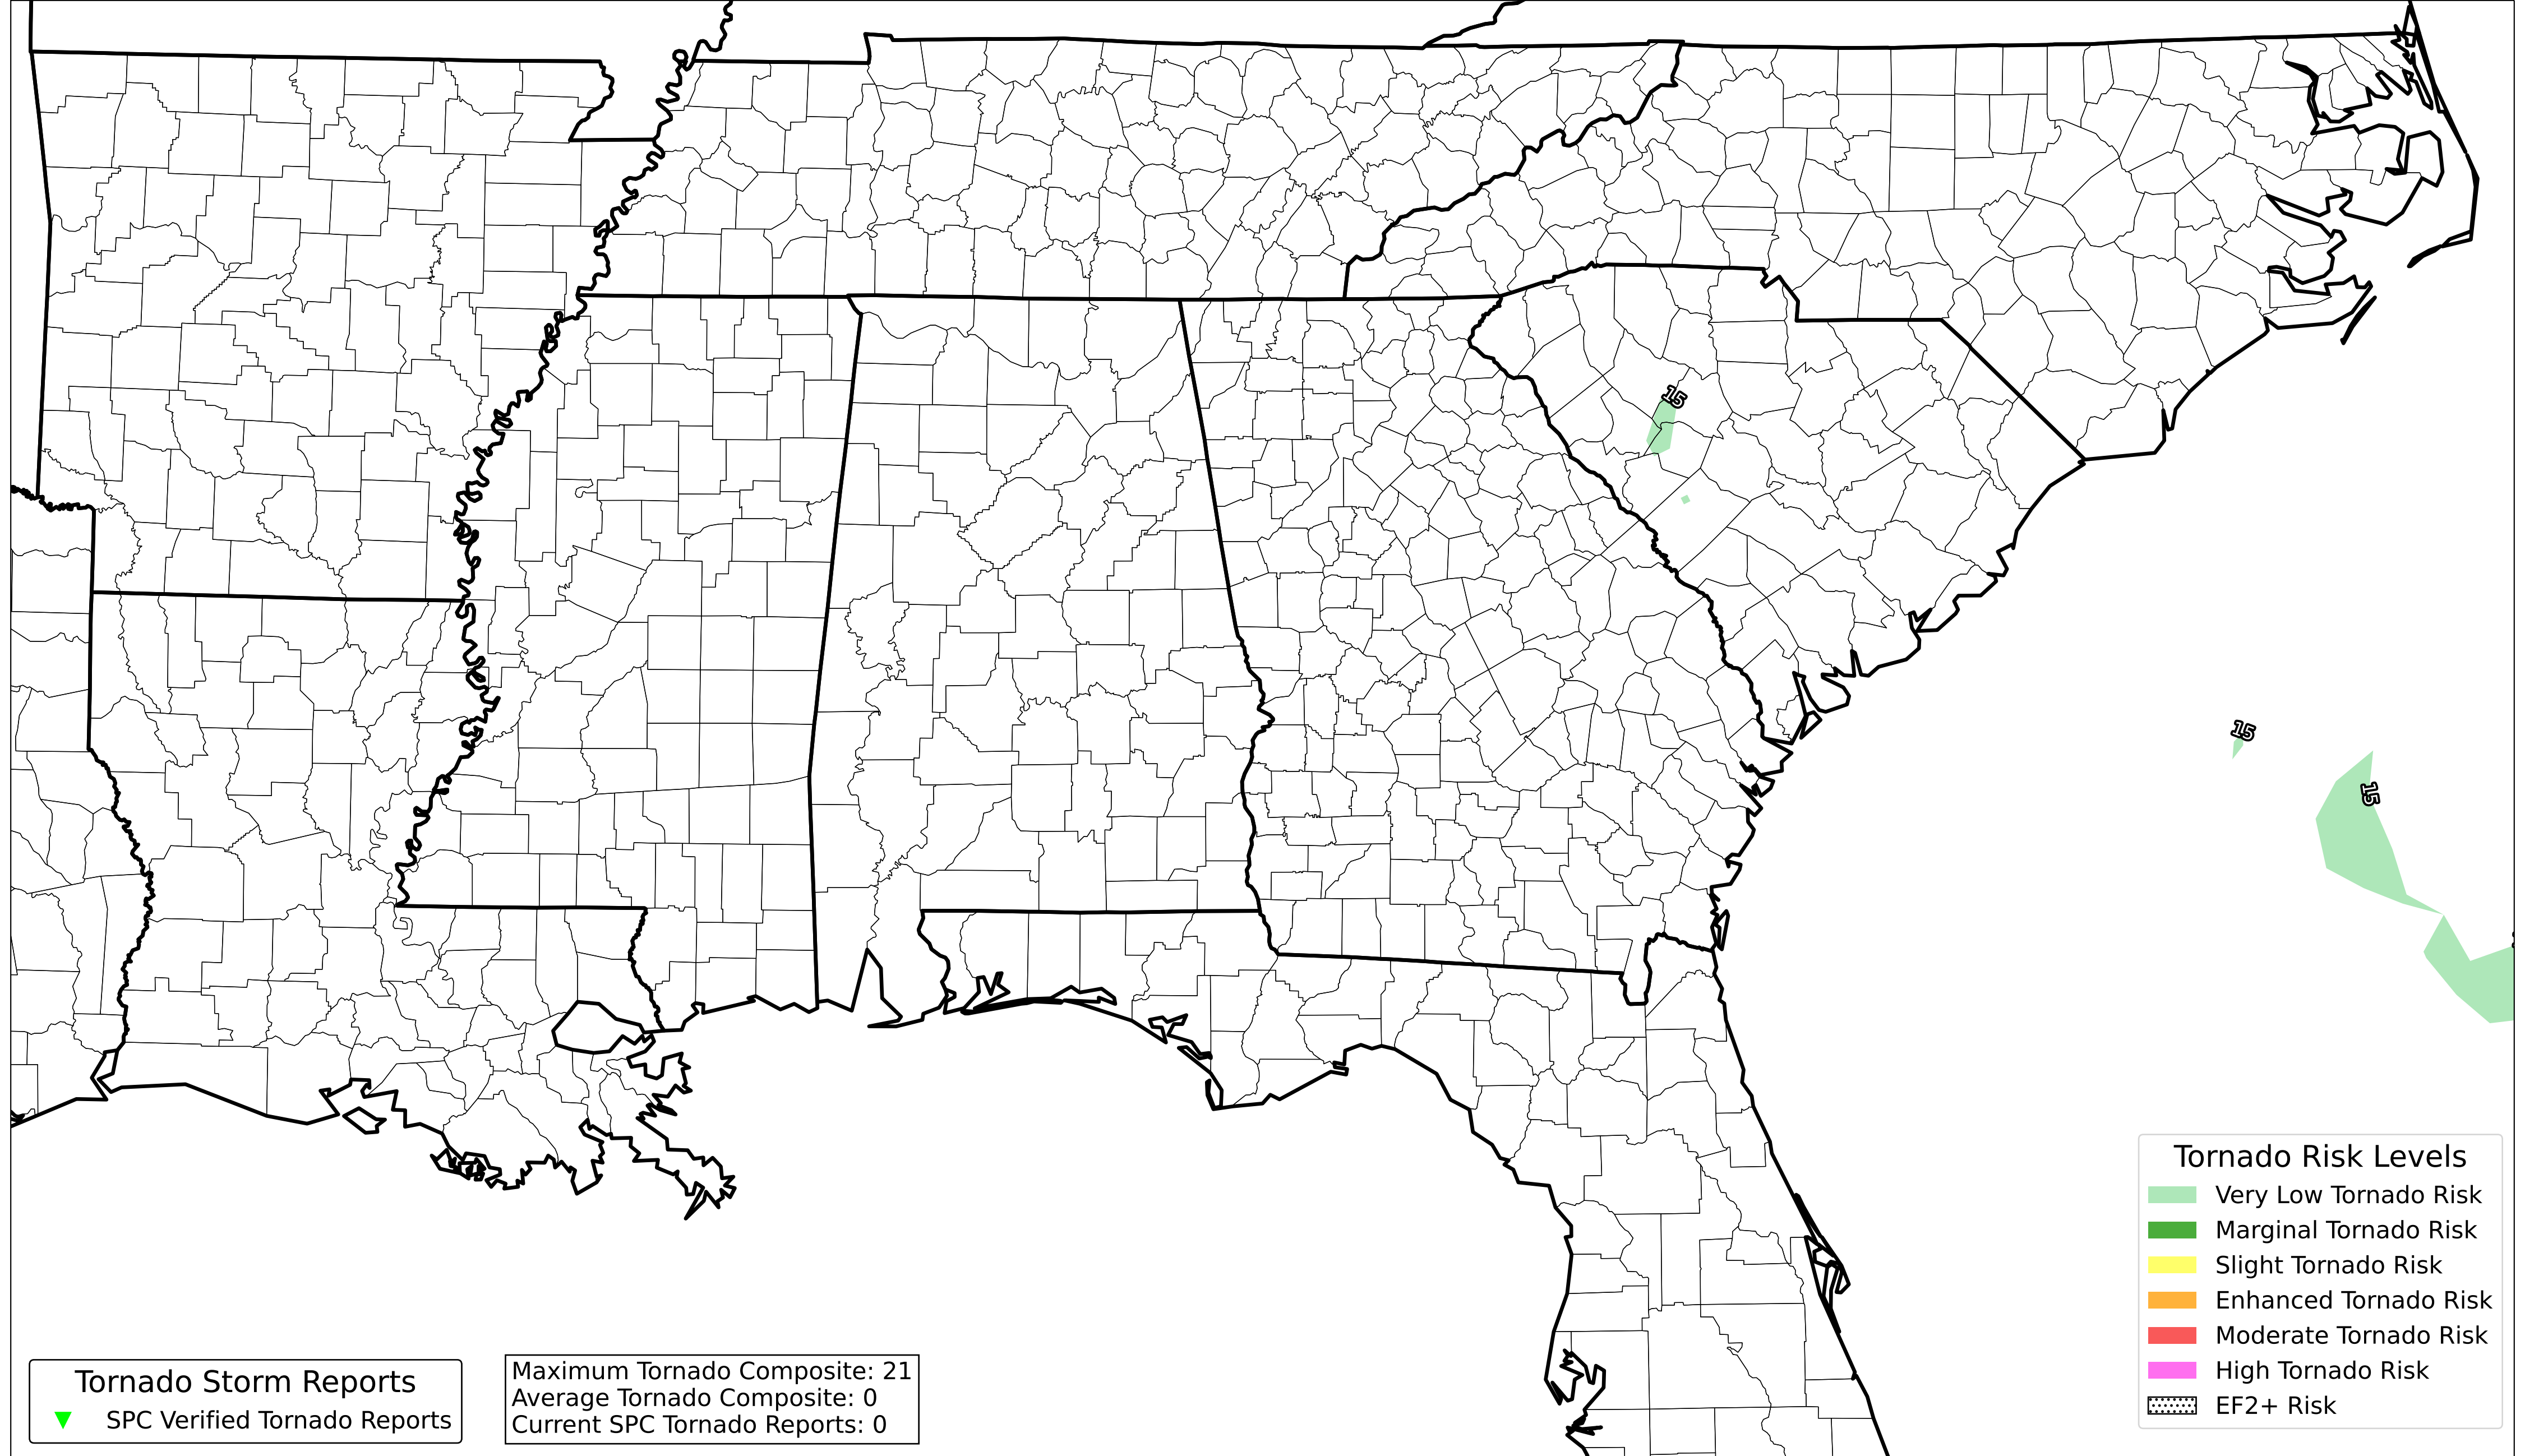 15
15
15
Tornado Risk Levels
Very Low Tornado Risk
Marginal Tornado Risk
Slight Tornado Risk
Enhanced Tornado Risk
Moderate Tornado Risk
High Tornado Risk
EF2+ Risk
Tornado Storm Reports
SPC Verified Tornado Reports
Maximum Tornado Composite: 21
Average Tornado Composite: 0
Current SPC Tornado Reports: 0